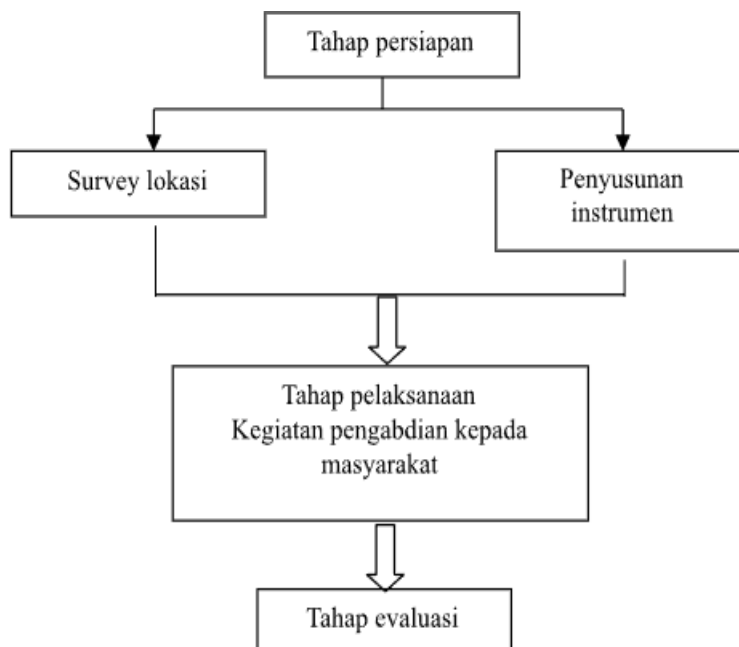 Tahap persiapan
Survey lokasi
Penyusunan
instrumen
Tahap pelaksanaan
Kegiatan pengabdian kepada
masyarakat
Tahap evaluasi